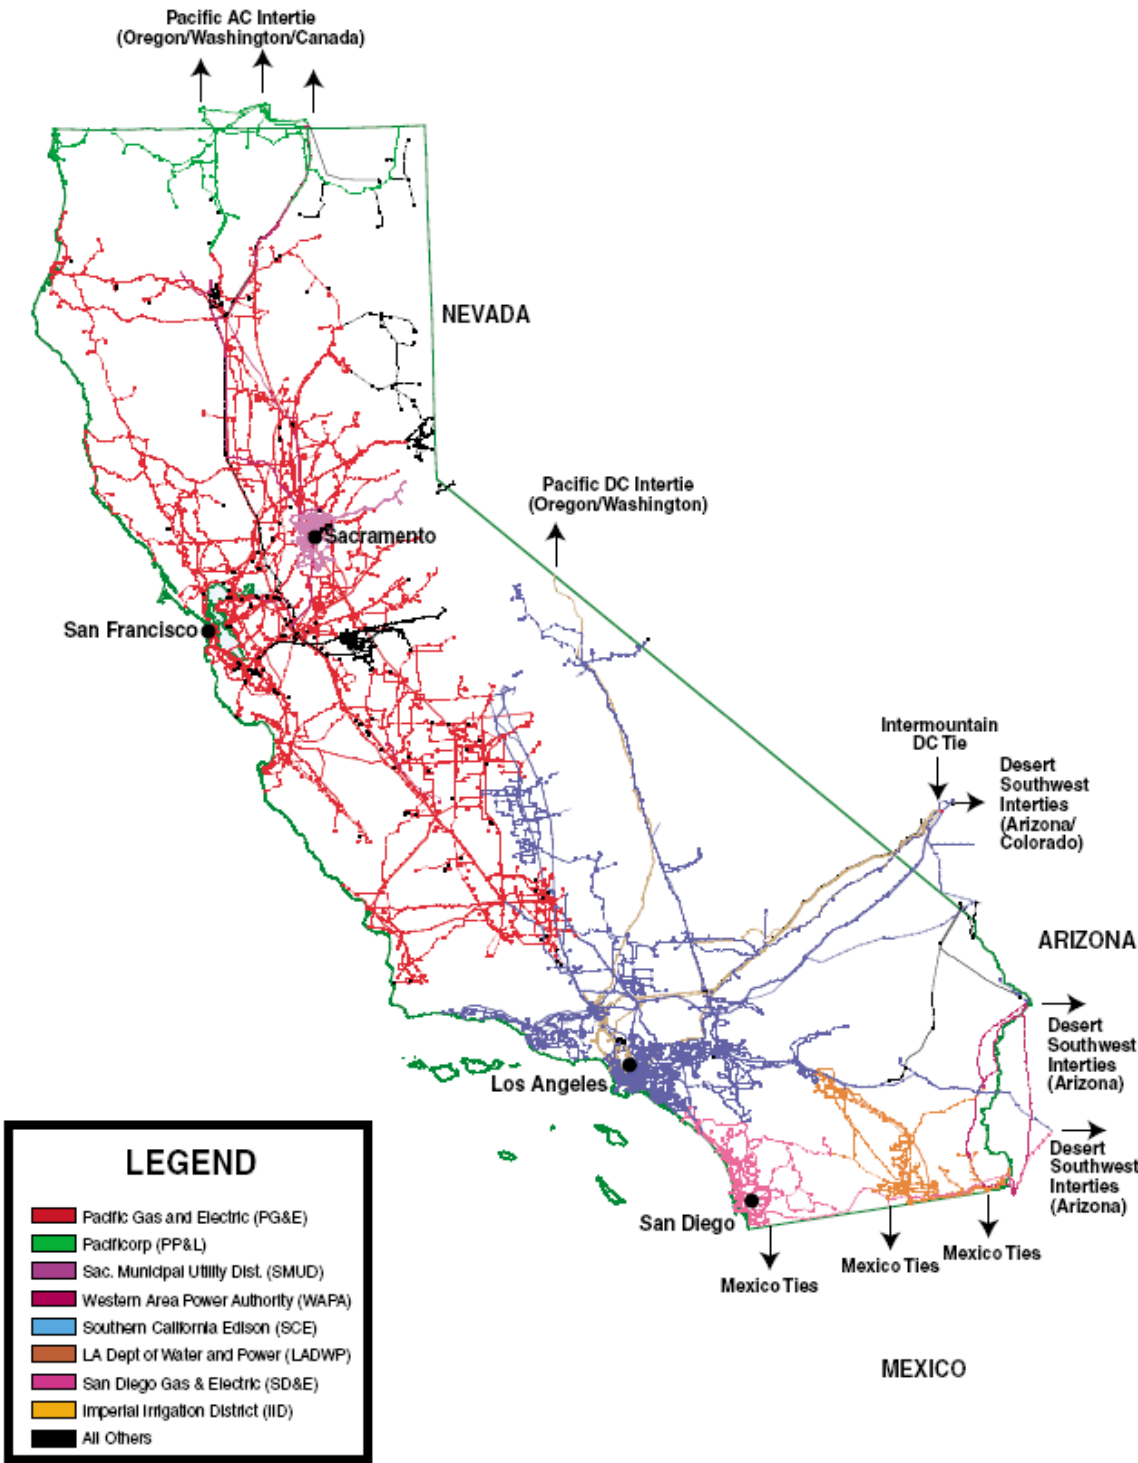 Pacific AC Intertie
(Oregon/Washington/Canada)
NEVADA
Pacific DC Intertie
(Oregon/Washington)
Sacramento
San Francisco
Intermountain
DC Tie
Desert
Southwest
Interties
(Arizona/
Colorado)
ARIZONA
Desert
Southwest
Interties
(Arizona)
Los Angeles
Desert
Southwest
Interties
(Arizona)
San Diego
Mexico Ties
Mexico Ties
Mexico Ties
MEXICO
LEGEND
Pacific Gas and Electric (PG&E)
Pacificorp (PP&L)
Sac. Municipal Utility Dist. (SMUD)
Western Area Power Authority (WAPA)
Southern California Edison (SCE)
LA Dept of Water and Power (LADWP)
San Diego Gas & Electric (SD&E)
Imperial Irrigation District (IID)
All Others